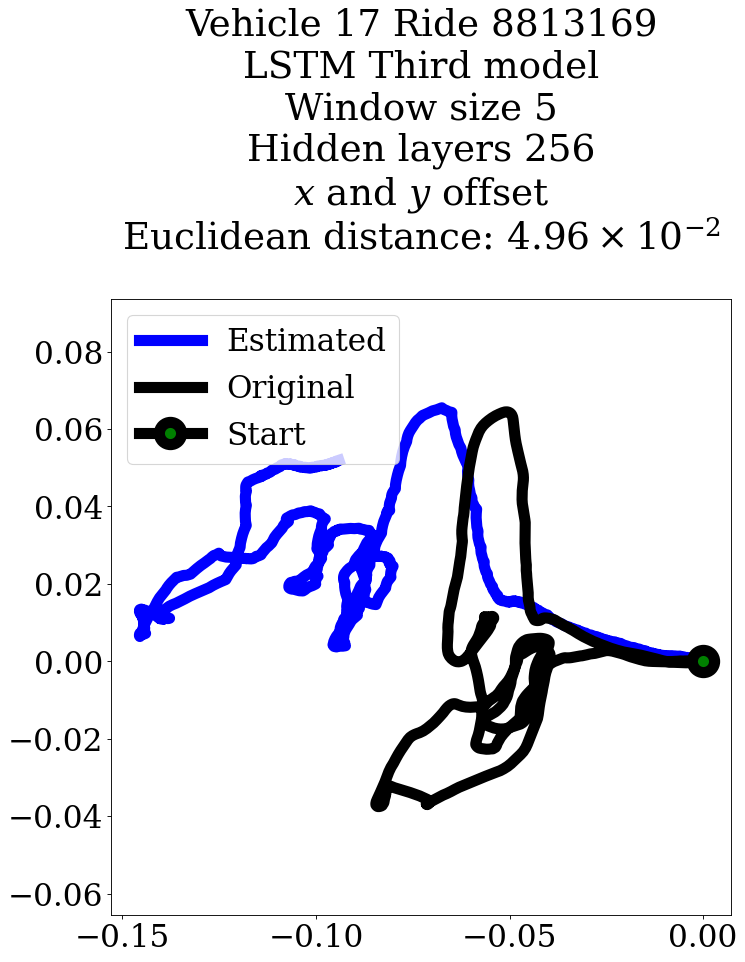 Vehicle 17 Ride 8813169
LSTM Third model
Window size 5
Hidden layers 256
x and y offset
Euclidean distance: 4.96 × 10⁻²
Estimated
Original
Start
0.08
0.06
0.04
0.02
0.00
−0.02
−0.04
−0.06
−0.15 −0.10 −0.05 0.00